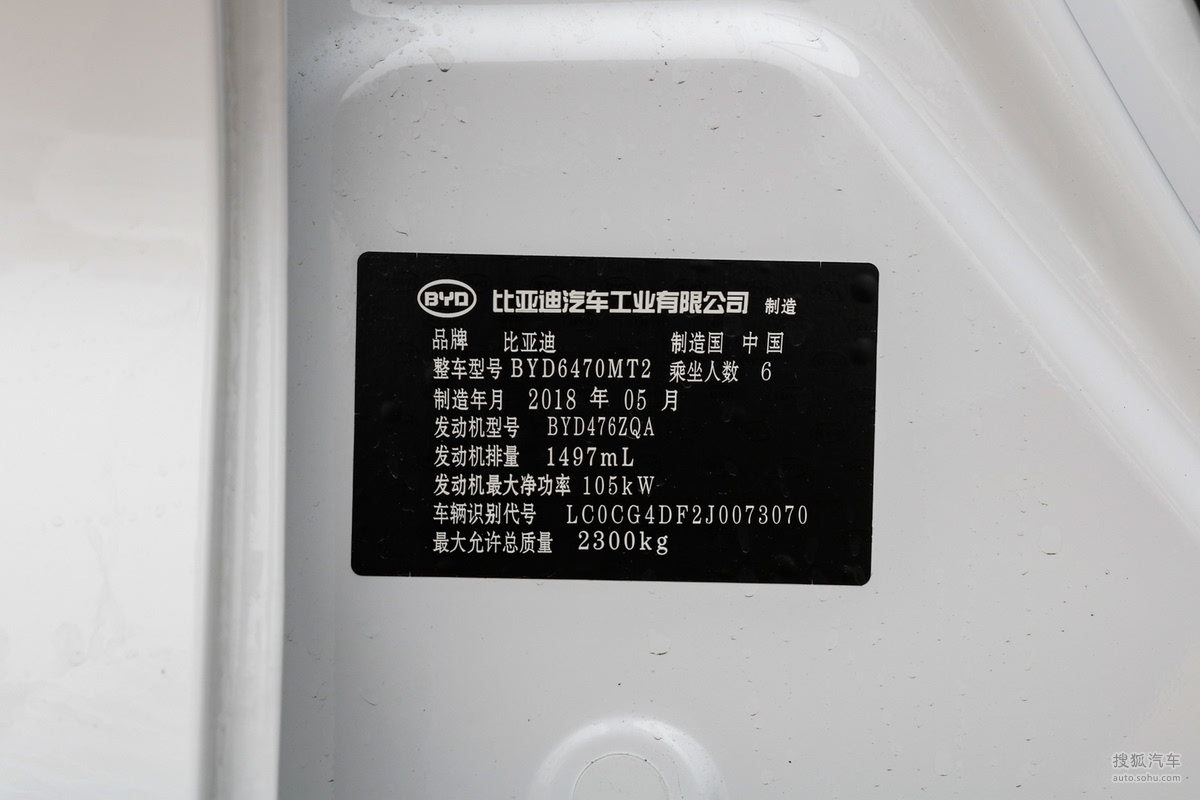 BYD 比亚迪汽车工业有限公司 制造
品牌 比亚迪 制造国 中国
整车型号 BYD6470MT2 乘坐人数 6
制造年月 2018 年 05 月
发动机型号 BYD476ZQA
发动机排量 1497mL
发动机最大净功率 105kW
车辆识别代号 LC0CG4DF2J0073070
最大允许总质量 2300kg
搜狐汽车
auto.sohu.com